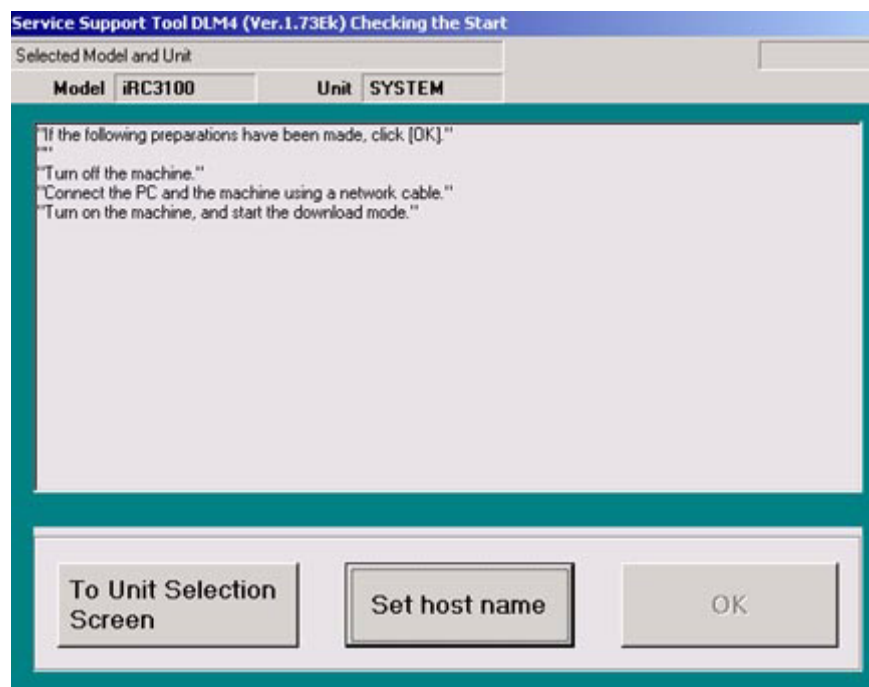 Service Support Tool DLM4 (Ver.1.73Ek) Checking the Start
Selected Model and Unit
Model iRC3100 Unit SYSTEM
"If the following preparations have been made, click [OK]."
""
"Turn off the machine."
"Connect the PC and the machine using a network cable."
"Turn on the machine, and start the download mode."
To Unit Selection
Screen
Set host name
OK